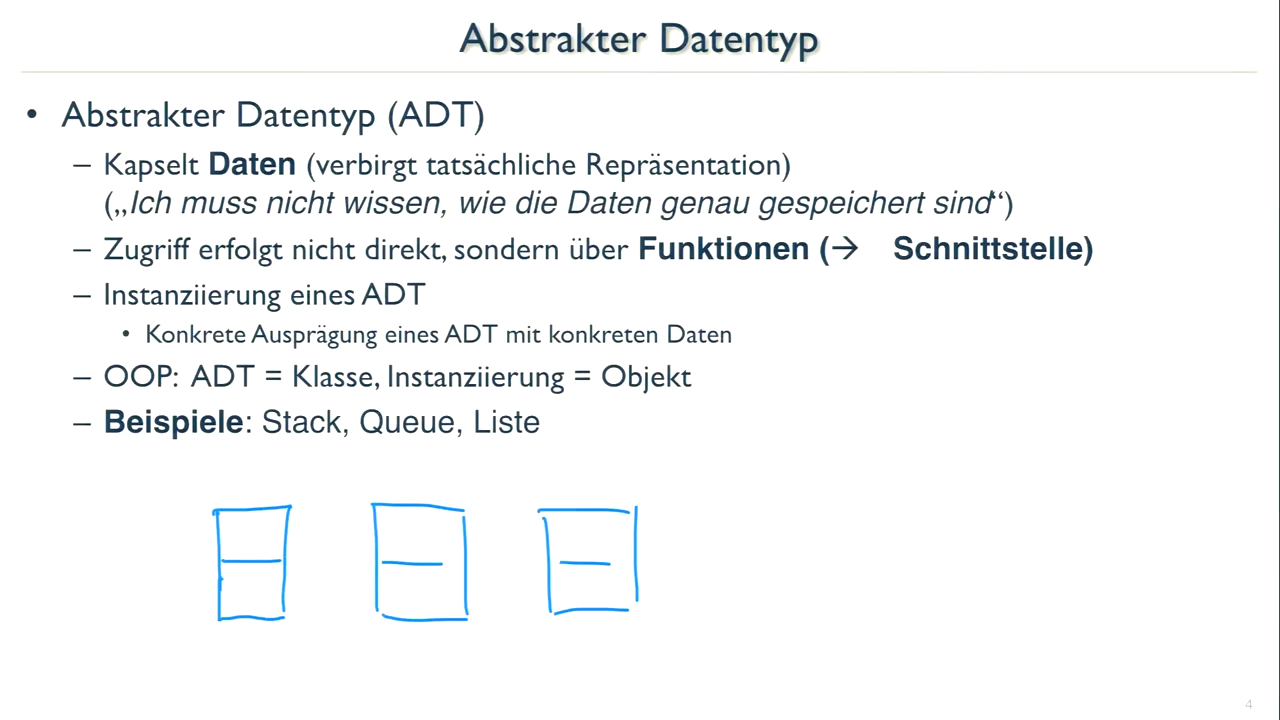 Abstrakter Datentyp
• Abstrakter Datentyp (ADT)
– Kapselt Daten (verbirgt tatsächliche Repräsentation)
(„Ich muss nicht wissen, wie die Daten genau gespeichert sind“)
– Zugriff erfolgt nicht direkt, sondern über Funktionen (→ Schnittstelle)
– Instanziierung eines ADT
• Konkrete Ausprägung eines ADT mit konkreten Daten
– OOP: ADT = Klasse, Instanziierung = Objekt
– Beispiele: Stack, Queue, Liste
4